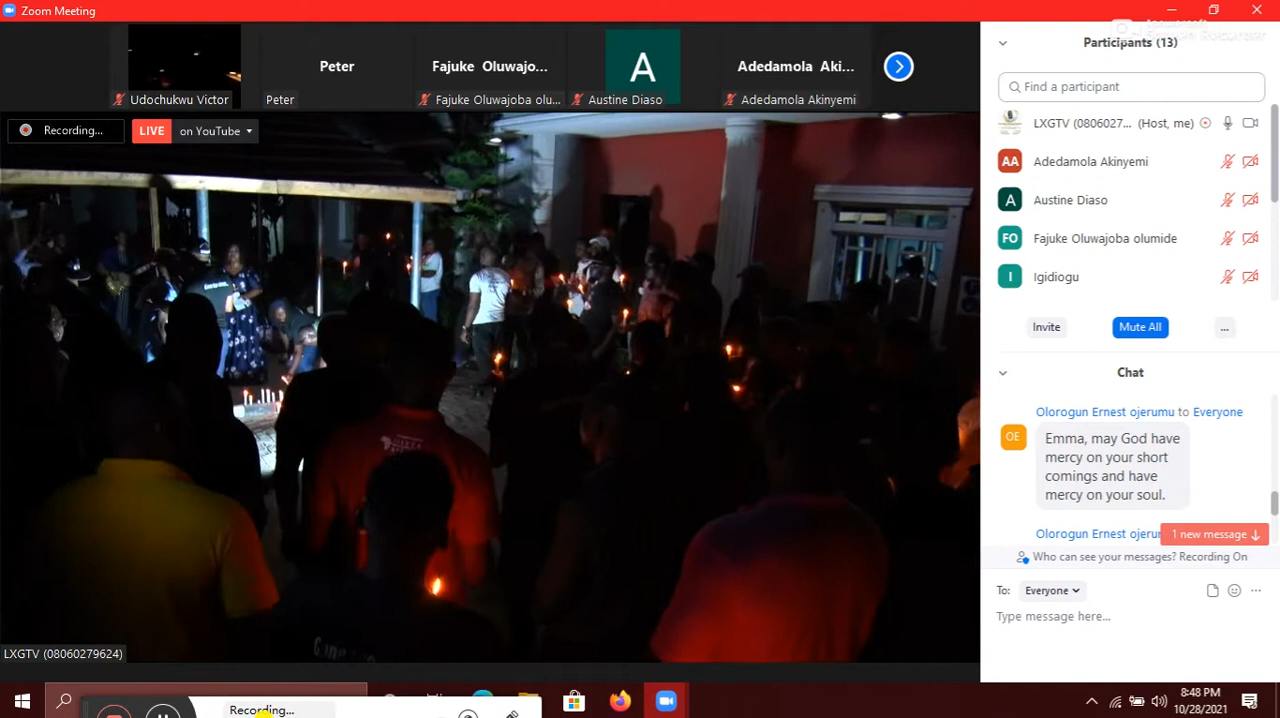 Zoom Meeting
Participants (13)
Peter
Fajuke Oluwajo...
A
Adedamola Aki...
Udochukwu Victor
Peter
Fajuke Oluwajoba olu...
Austine Diaso
Adedamola Akinyemi
Find a participant
Recording...
LIVE on YouTube
LXGTV (0806027... (Host, me)
AA Adedamola Akinyemi
A Austine Diaso
FO Fajuke Oluwajoba olumide
I Igidiogu
Invite
Mute All
...
Chat
Olorogun Ernest ojerumu to Everyone
OE
Emma, may God have
mercy on your short
comings and have
mercy on your soul.
Olorogun Ernest ojerur
1 new message
Who can see your messages? Recording On
To: Everyone
Type message here...
LXGTV (08060279624)
Recording...
8:48 PM
10/28/2021